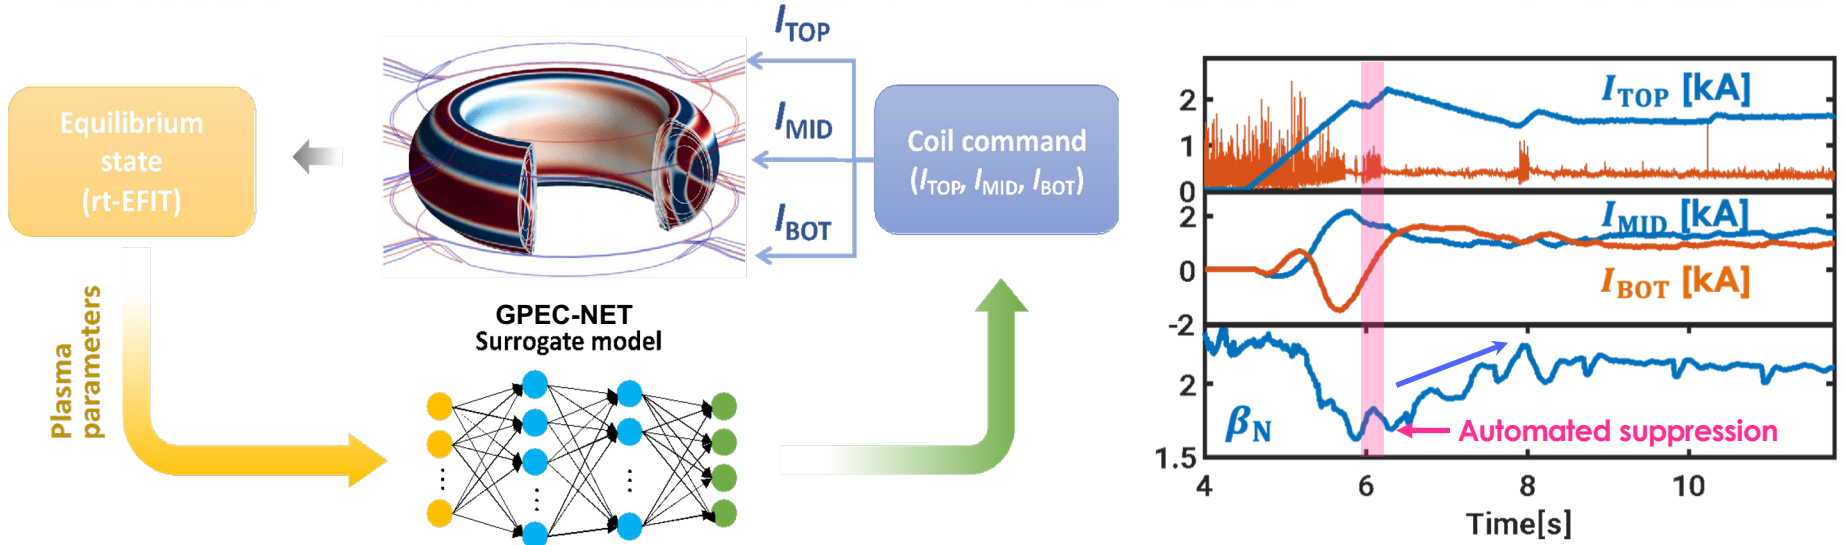 Equilibrium
state
(rt-EFIT)
Plasma
parameters
I_TOP
I_MID
I_BOT
Coil command
(I_TOP, I_MID, I_BOT)
GPEC-NET
Surrogate model
I_TOP [kA]
2
1
0
I_MID [kA]
I_BOT [kA]
2
0
-2
β_N
2
1.5
Automated suppression
4 6 8 10
Time[s]